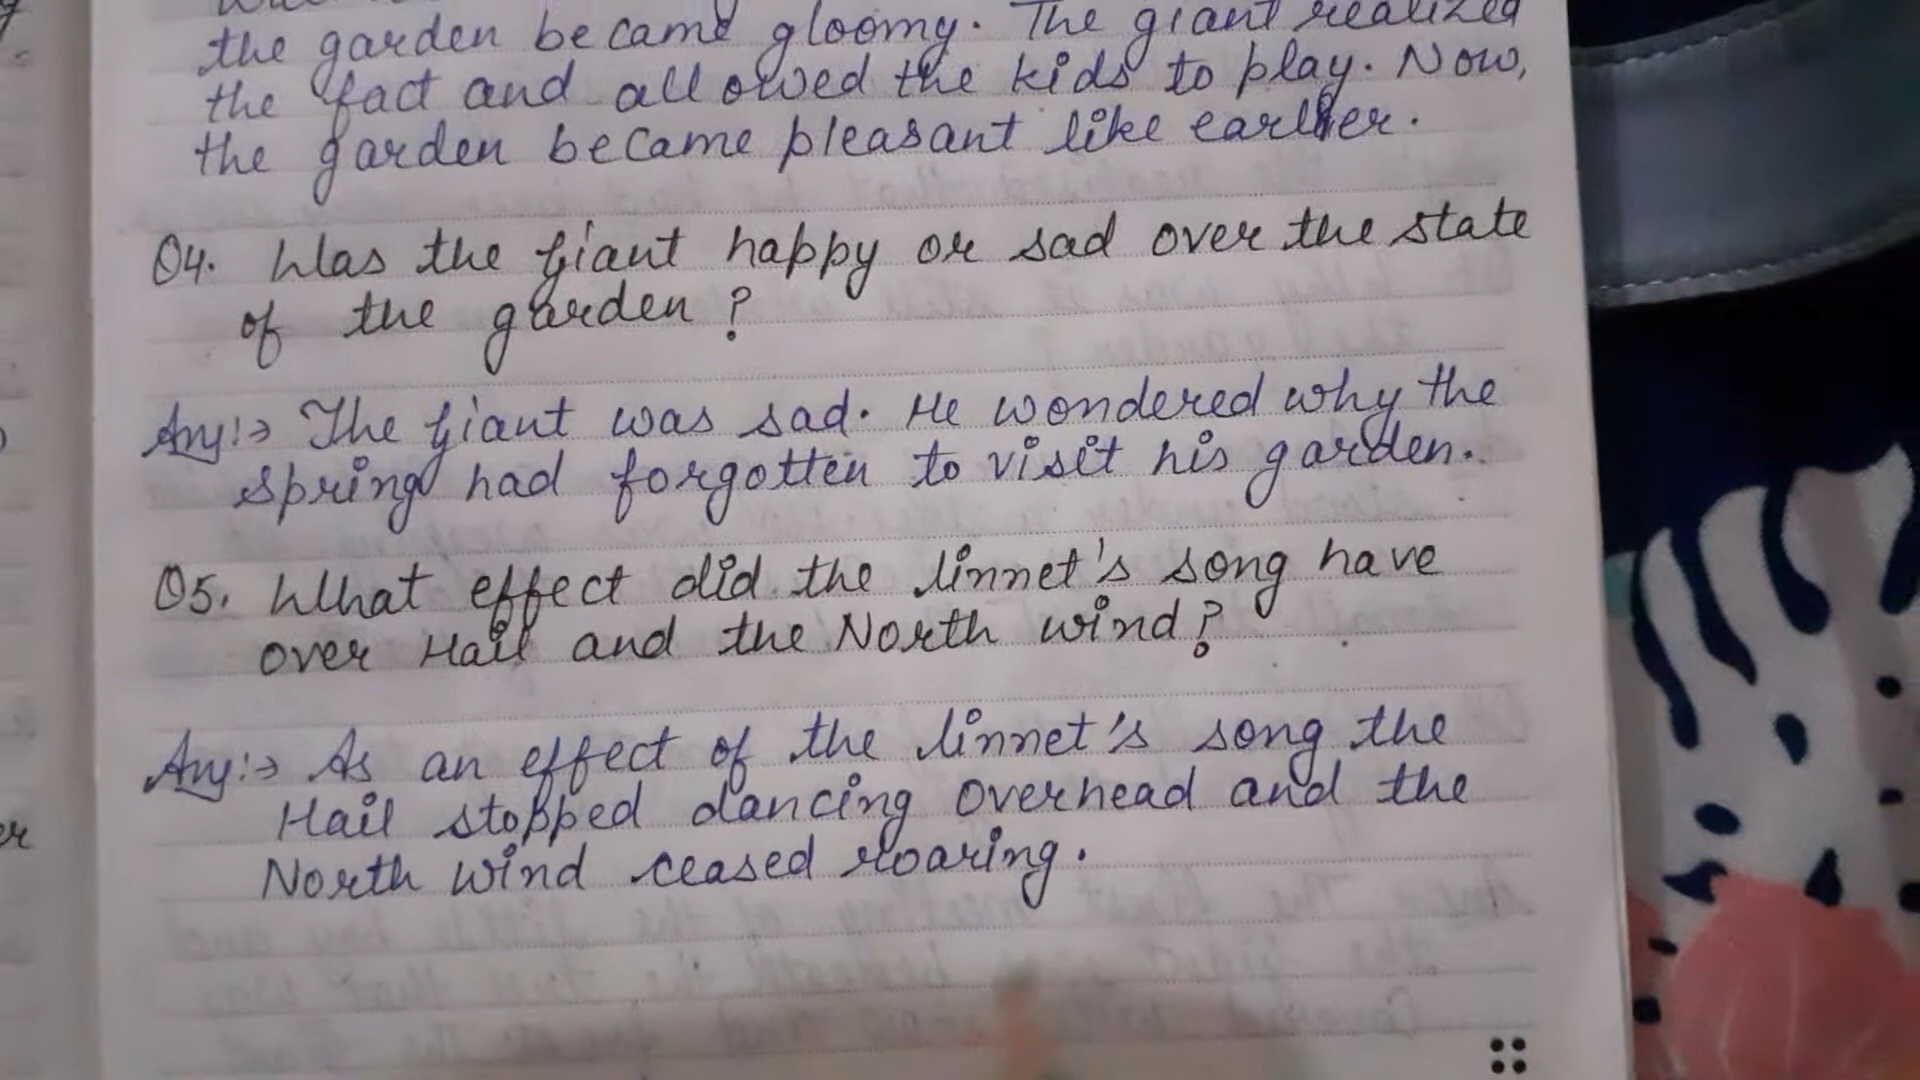 the garden became gloomy. The giant realized
the fact and allowed the kids to play. Now,
the garden became pleasant like earlier.
Q4. Was the Giant happy or sad over the state
of the garden?
Ans:→ The Giant was sad. He wondered why the
spring had forgotten to visit his garden.
Q5. What effect did the linnet's song have
over Hail and the North wind?
Ans:→ As an effect of the linnet's song the
Hail stopped dancing overhead and the
North wind ceased roaring.
er